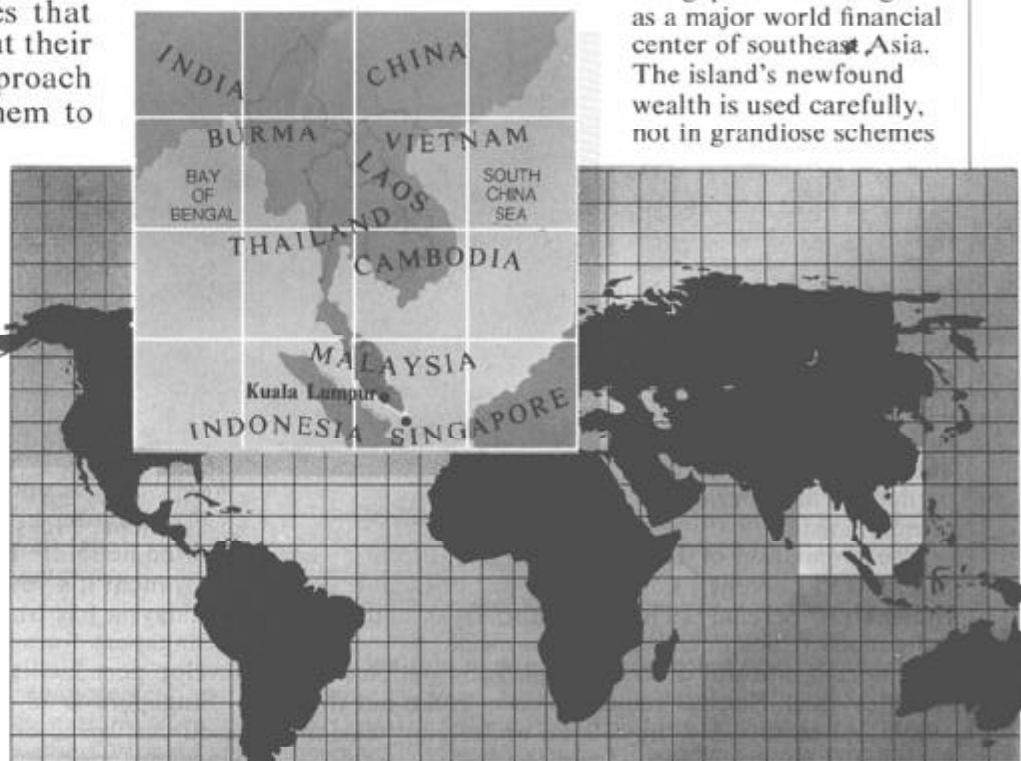 es that
at their
proach
nem to
as a major world financial
center of southeast Asia.
The island's newfound
wealth is used carefully,
not in grandiose schemes
INDIA
CHINA
BURMA
VIETNAM
LAOS
BAY
OF
BENGAL
SOUTH
CHINA
SEA
THAILAND
CAMBODIA
MALAYSIA
Kuala Lumpur
INDONESIA
SINGAPORE